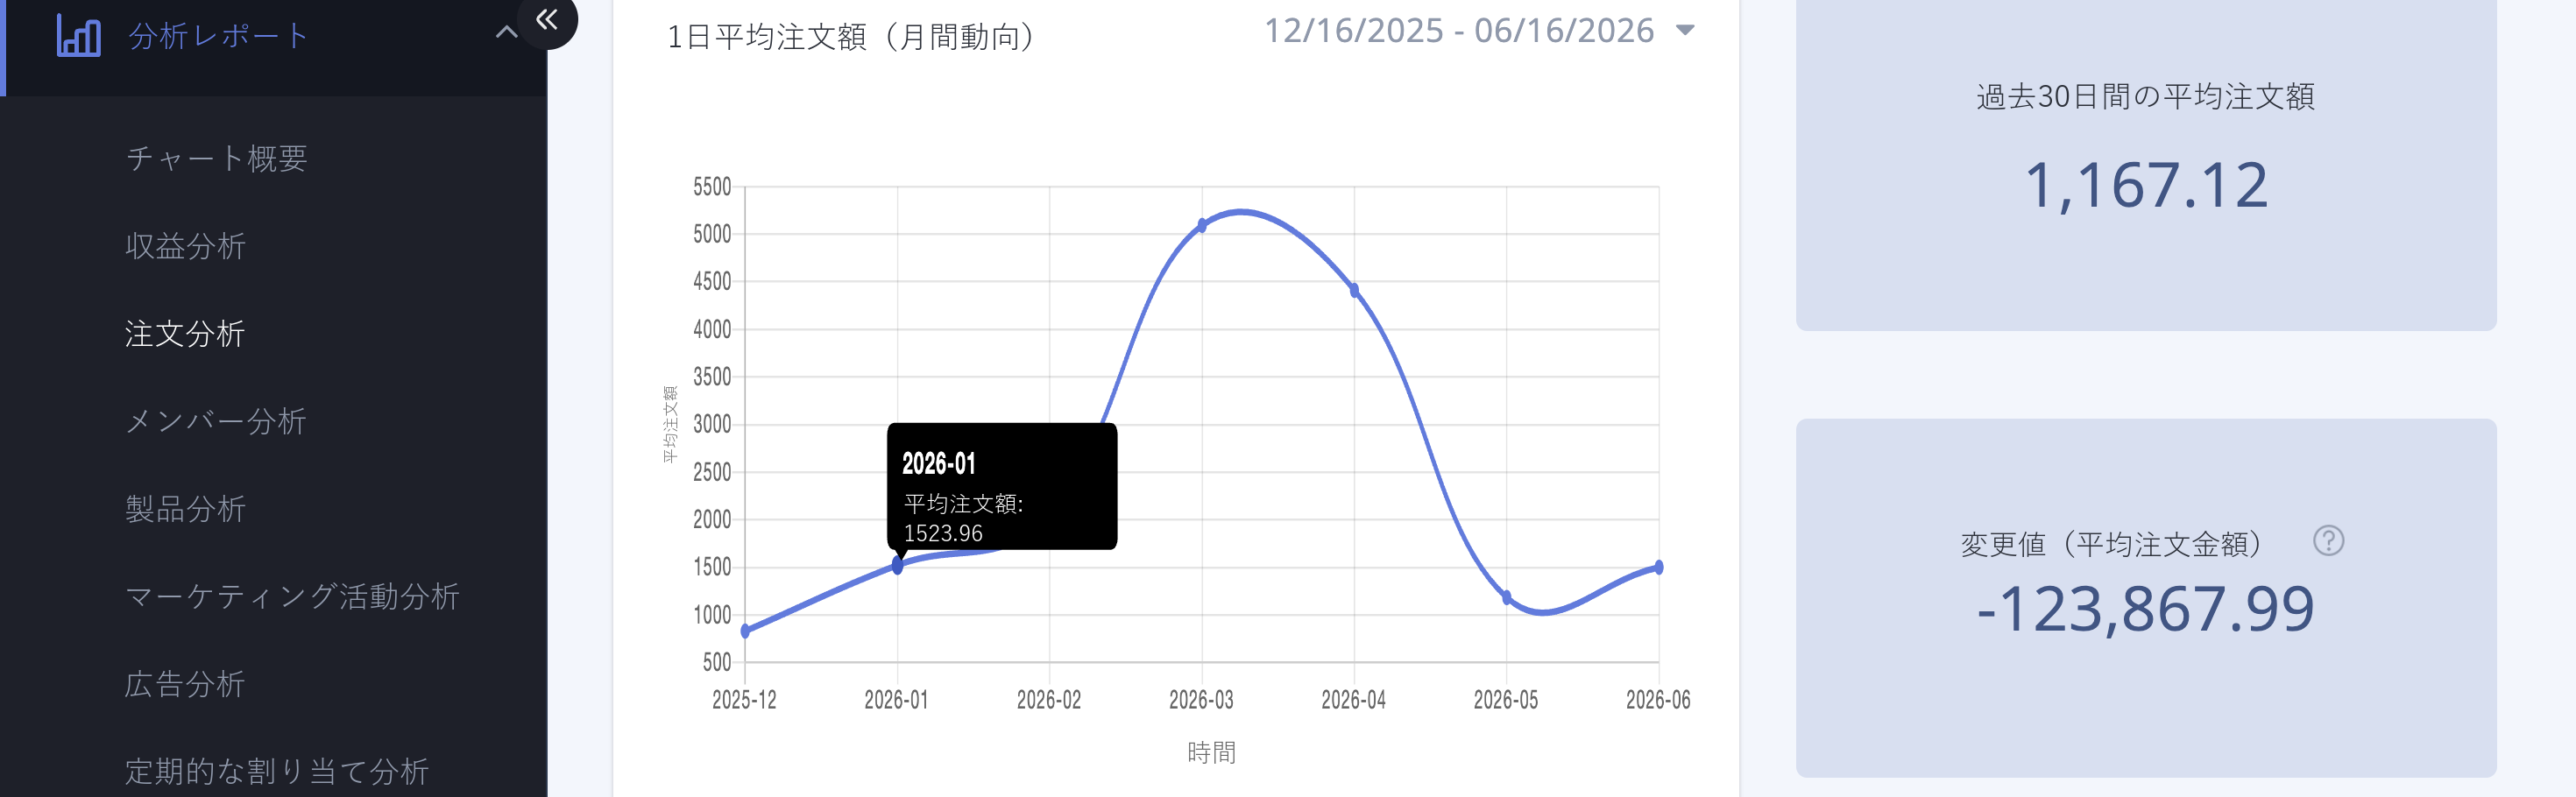 分析レポート
チャート概要
収益分析
注文分析
メンバー分析
製品分析
マーケティング活動分析
広告分析
定期的な割り当て分析
1日平均注文額（月間動向）
12/16/2025 - 06/16/2026
平均注文額
5500
5000
4500
4000
3500
3000
2500
2000
1500
1000
500
2026-01
平均注文額:
1523.96
2025-12 2026-01 2026-02 2026-03 2026-04 2026-05 2026-06
時間
過去30日間の平均注文額
1,167.12
変更値（平均注文金額） ?
-123,867.99